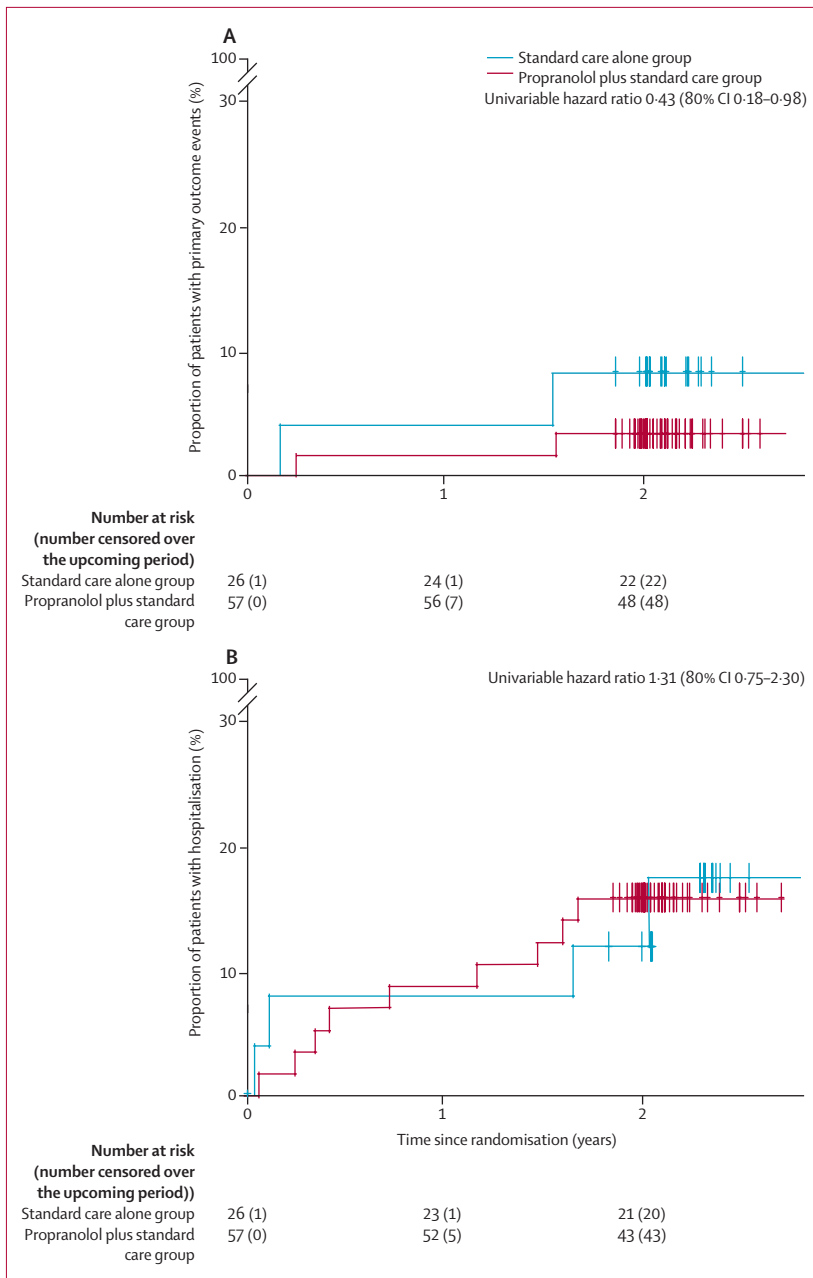 A
100
30
20
10
0
Proportion of patients with primary outcome events (%)
Standard care alone group
Propranolol plus standard care group
Univariable hazard ratio 0·43 (80% CI 0·18–0·98)
0 1 2
Number at risk
(number censored over
the upcoming period)
Standard care alone group 26 (1) 24 (1) 22 (22)
Propranolol plus standard 57 (0) 56 (7) 48 (48)
care group
B
100
30
20
10
0
Proportion of patients with hospitalisation (%)
Univariable hazard ratio 1·31 (80% CI 0·75–2·30)
0 1 2
Time since randomisation (years)
Number at risk
(number censored over
the upcoming period))
Standard care alone group 26 (1) 23 (1) 21 (20)
Propranolol plus standard 57 (0) 52 (5) 43 (43)
care group